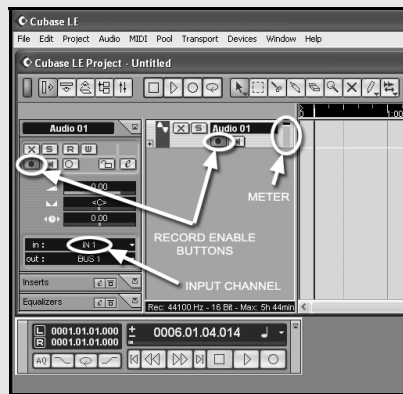 Cubase LE
File Edit Project Audio MIDI Pool Transport Devices Window Help
Cubase LE Project - Untitled
1.00
Audio 01
X S R W
e
0.00
<C>
0.00
in : IN 1
out : BUS 1
Inserts e
Equalizers e
X S Audio 01
METER
RECORD ENABLE
BUTTONS
INPUT CHANNEL
Rec: 44100 Hz - 16 Bit - Max: 5h 44min
L 0001.01.01.000
R 0001.01.01.000
0006.01.04.014
AQ